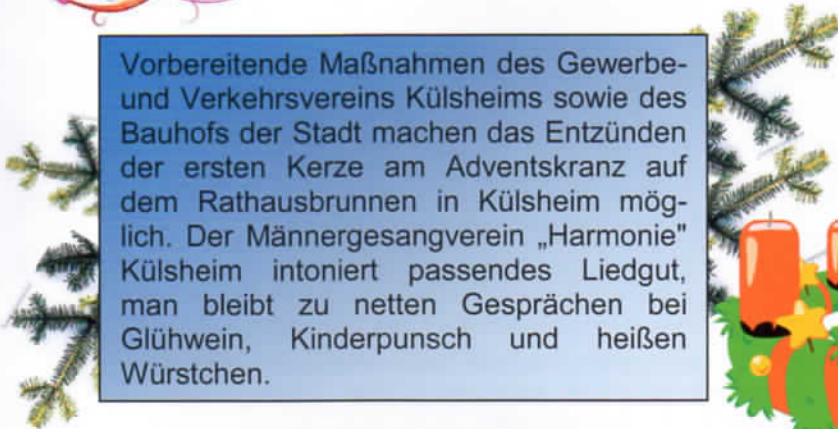 Vorbereitende Maßnahmen des Gewerbe-
und Verkehrsvereins Külsheims sowie des
Bauhofs der Stadt machen das Entzünden
der ersten Kerze am Adventskranz auf
dem Rathausbrunnen in Külsheim mög-
lich. Der Männergesangverein „Harmonie"
Külsheim intoniert passendes Liedgut,
man bleibt zu netten Gesprächen bei
Glühwein, Kinderpunsch und heißen
Würstchen.